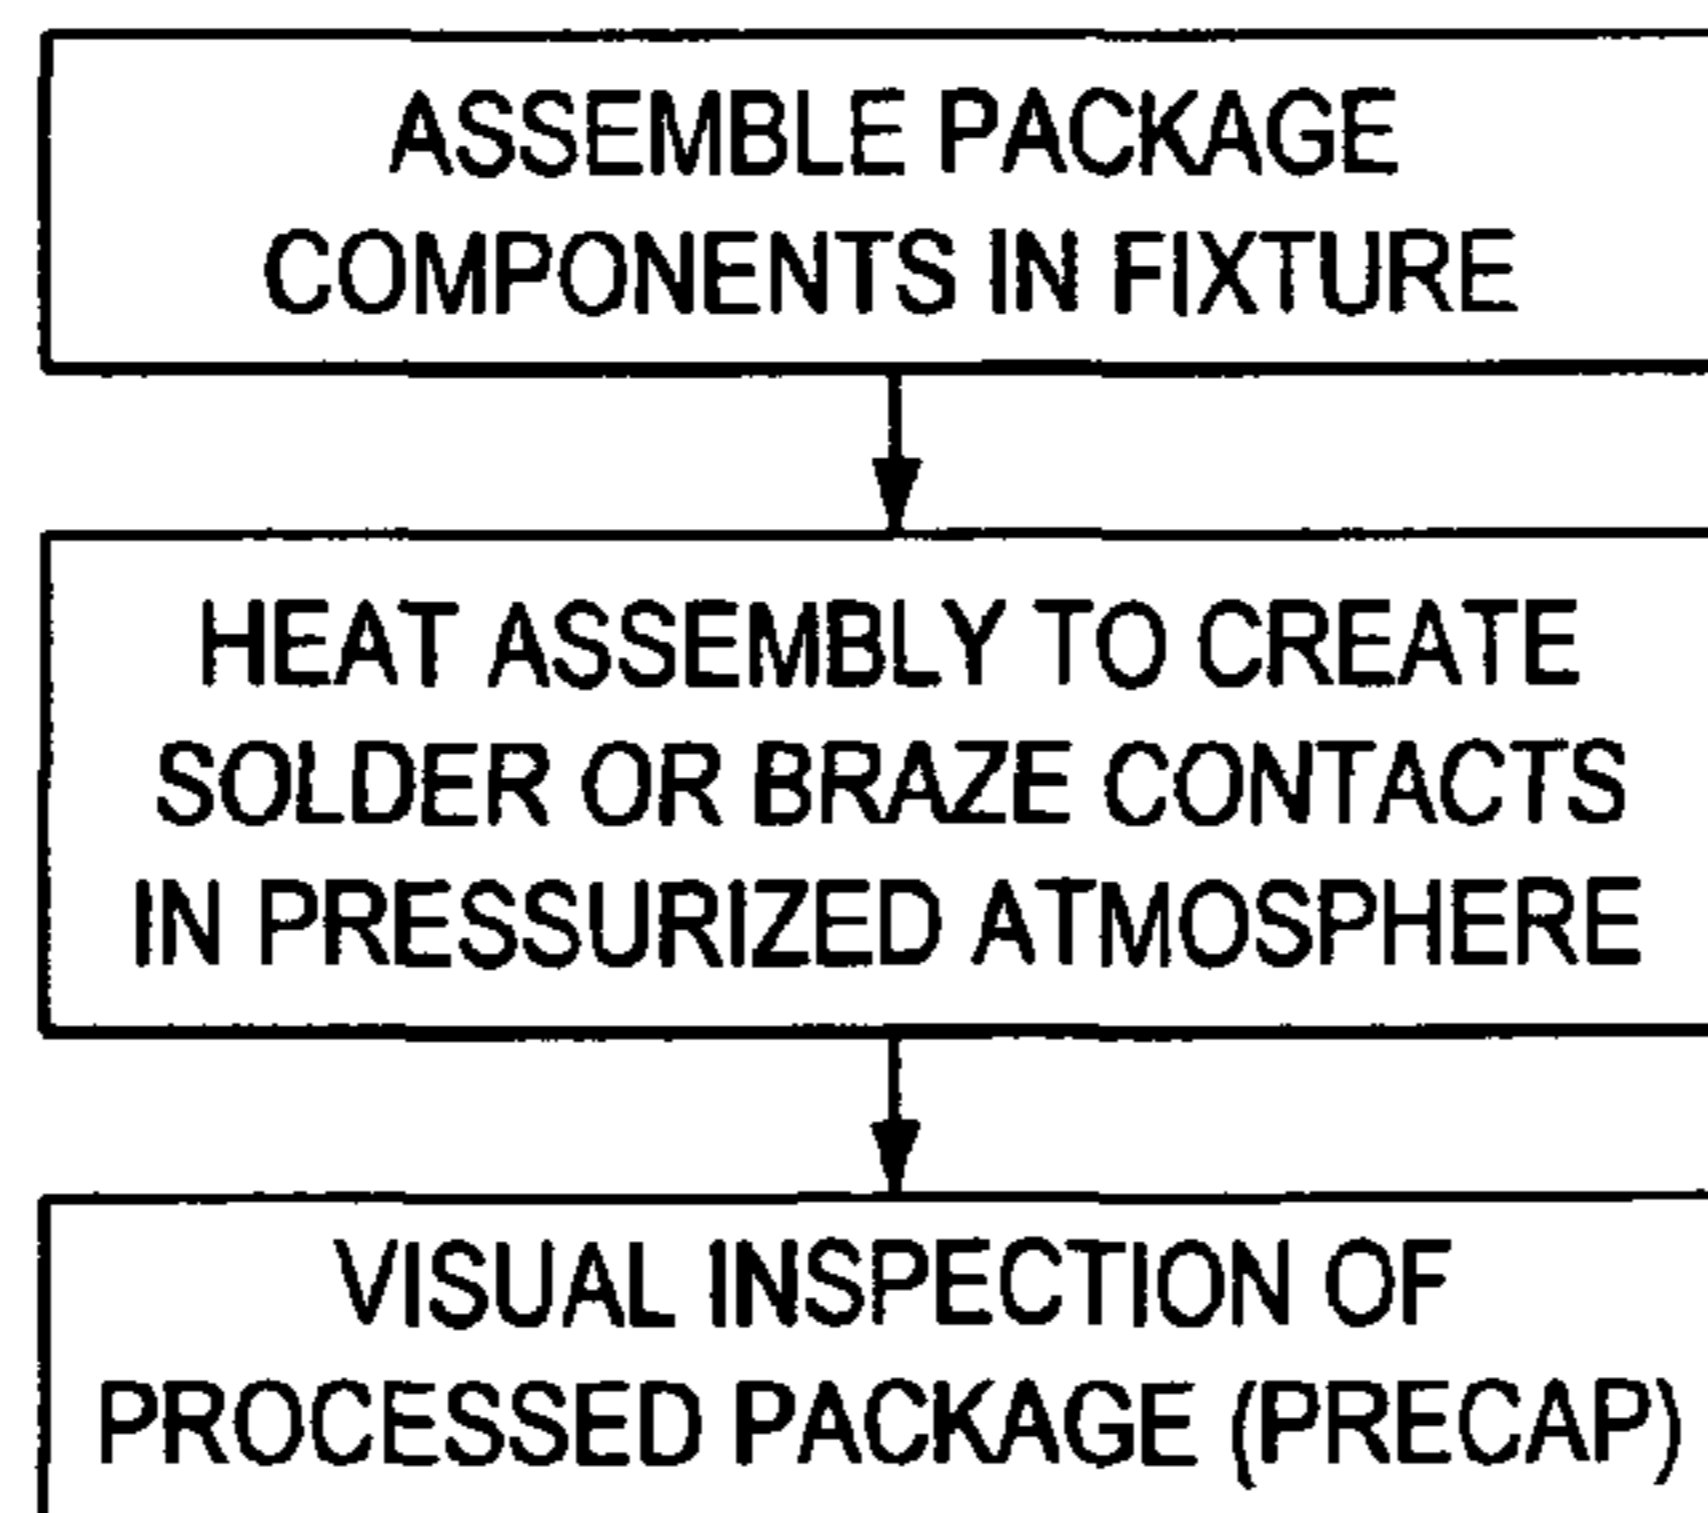 ASSEMBLE PACKAGE
COMPONENTS IN FIXTURE
HEAT ASSEMBLY TO CREATE
SOLDER OR BRAZE CONTACTS
IN PRESSURIZED ATMOSPHERE
VISUAL INSPECTION OF
PROCESSED PACKAGE (PRECAP)